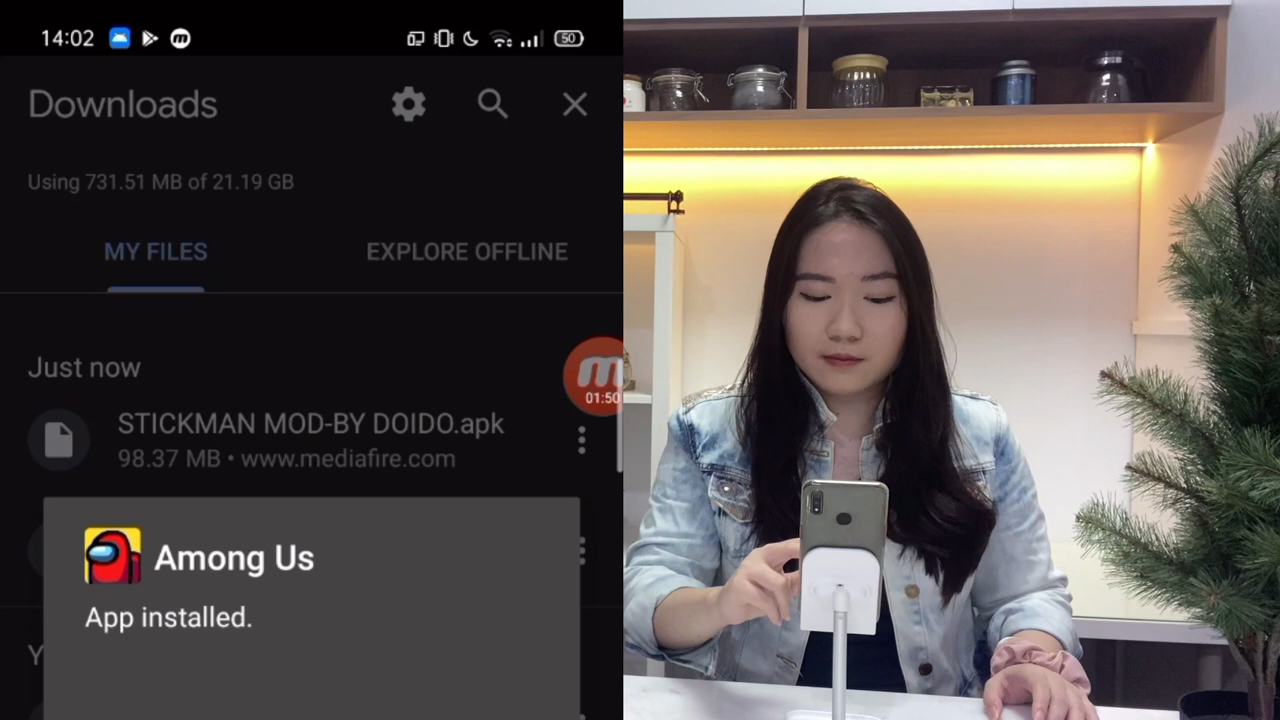 14:02
50
Downloads
Using 731.51 MB of 21.19 GB
MY FILES
EXPLORE OFFLINE
Just now
01:50
STICKMAN MOD-BY DOIDO.apk
98.37 MB • www.mediafire.com
Among Us
App installed.
Y